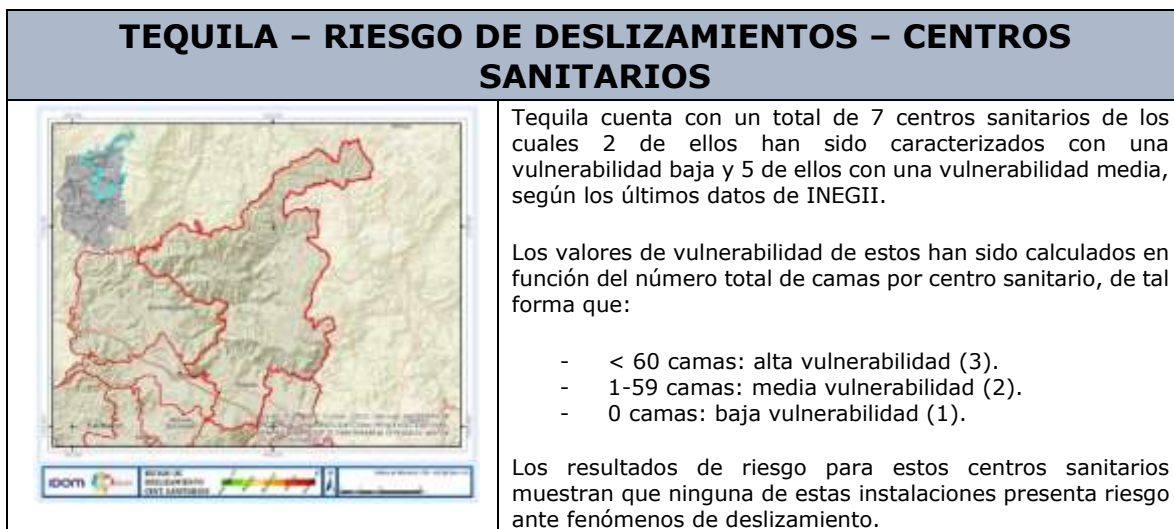 TEQUILA – RIESGO DE DESLIZAMIENTOS – CENTROS
SANITARIOS
Tequila cuenta con un total de 7 centros sanitarios de los
cuales 2 de ellos han sido caracterizados con una
vulnerabilidad baja y 5 de ellos con una vulnerabilidad media,
según los últimos datos de INEGII.
Los valores de vulnerabilidad de estos han sido calculados en
función del número total de camas por centro sanitario, de tal
forma que:
- < 60 camas: alta vulnerabilidad (3).
- 1-59 camas: media vulnerabilidad (2).
- 0 camas: baja vulnerabilidad (1).
Los resultados de riesgo para estos centros sanitarios
muestran que ninguna de estas instalaciones presenta riesgo
ante fenómenos de deslizamiento.
IDOM
RIESGO DE
DESLIZAMIENTO
CENT. SANITARIOS